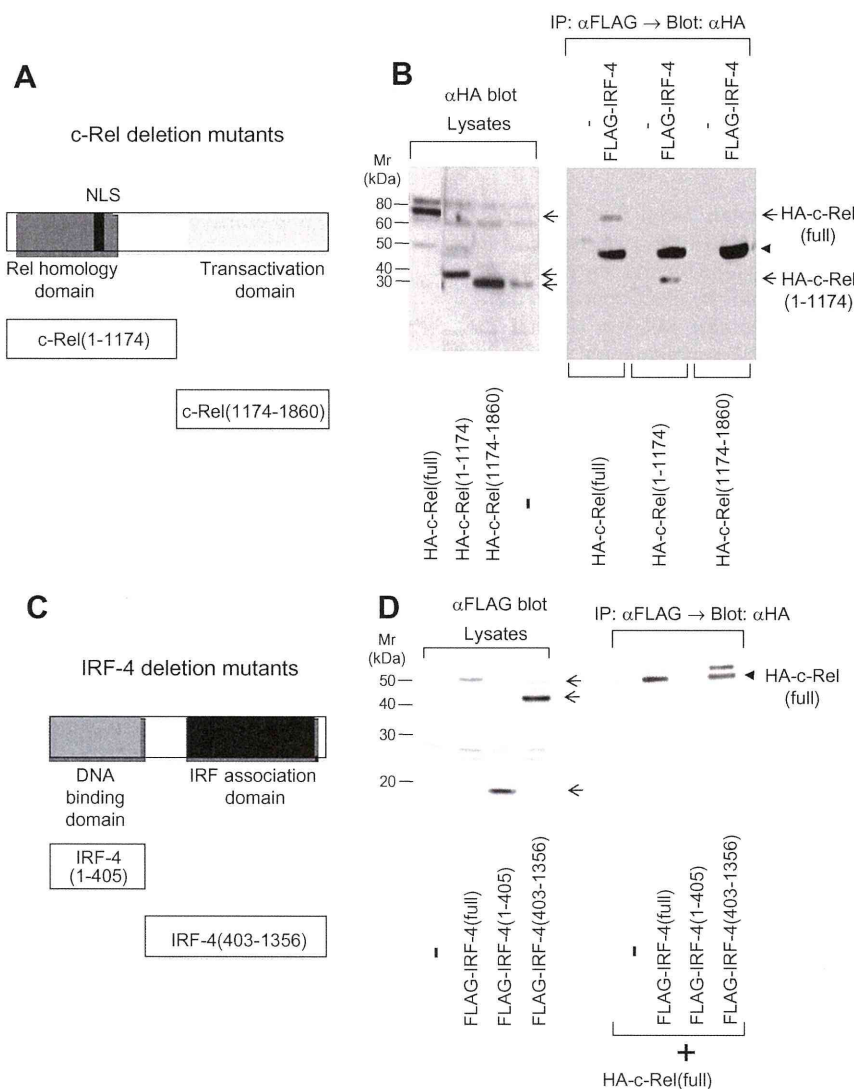 A
c-Rel deletion mutants
NLS
Rel homology
domain
Transactivation
domain
c-Rel(1-1174)
c-Rel(1174-1860)
B
αHA blot
Lysates
Mr
(kDa)
80
60
50
40
30
HA-c-Rel(full)
HA-c-Rel(1-1174)
HA-c-Rel(1174-1860)
-
IP: αFLAG → Blot: αHA
-
FLAG-IRF-4
-
FLAG-IRF-4
-
FLAG-IRF-4
HA-c-Rel
(full)
HA-c-Rel
(1-1174)
HA-c-Rel(full)
HA-c-Rel(1-1174)
HA-c-Rel(1174-1860)
C
IRF-4 deletion mutants
DNA
binding
domain
IRF association
domain
IRF-4
(1-405)
IRF-4(403-1356)
D
αFLAG blot
Lysates
Mr
(kDa)
50
40
30
20
-
FLAG-IRF-4(full)
FLAG-IRF-4(1-405)
FLAG-IRF-4(403-1356)
IP: αFLAG → Blot: αHA
HA-c-Rel
(full)
-
FLAG-IRF-4(full)
FLAG-IRF-4(1-405)
FLAG-IRF-4(403-1356)
+
HA-c-Rel(full)